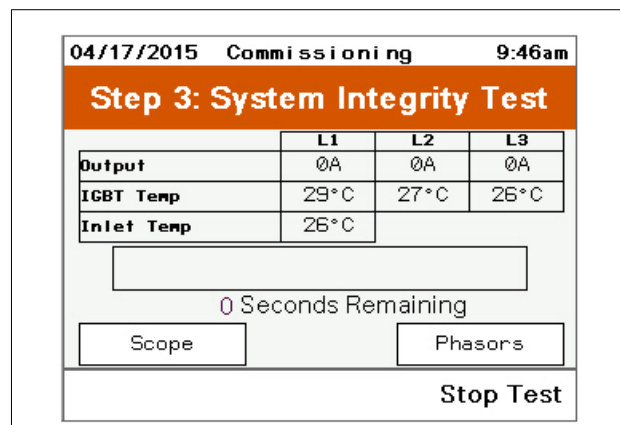 04/17/2015 Commissioning 9:46am
Step 3: System Integrity Test
L1 L2 L3
Output 0A 0A 0A
IGBT Temp 29°C 27°C 26°C
Inlet Temp 26°C
0 Seconds Remaining
Scope Phasors
Stop Test